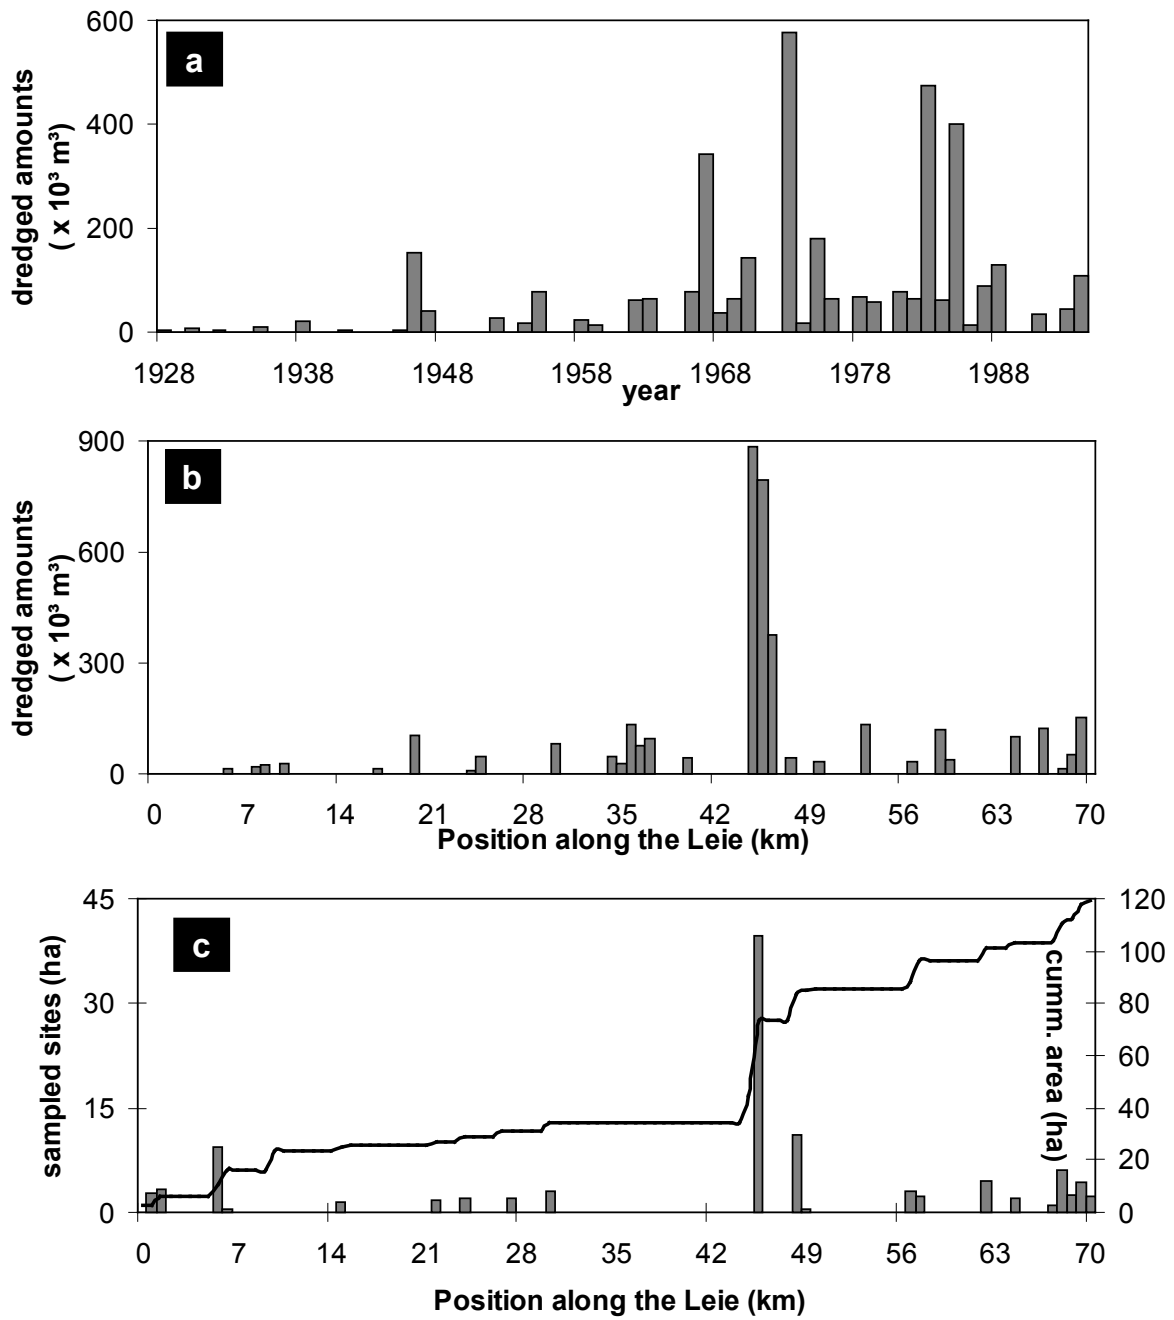 600
a
400
200
0
dredged amounts
( x 10³ m³)
1928 1938 1948 1958 1968 1978 1988
year
900
b
600
300
0
dredged amounts
( x 10³ m³)
0 7 14 21 28 35 42 49 56 63 70
Position along the Leie (km)
45 120
c
100
30 80
60
15 40
20
0 0
sampled sites (ha)
cumm. area (ha)
0 7 14 21 28 35 42 49 56 63 70
Position along the Leie (km)